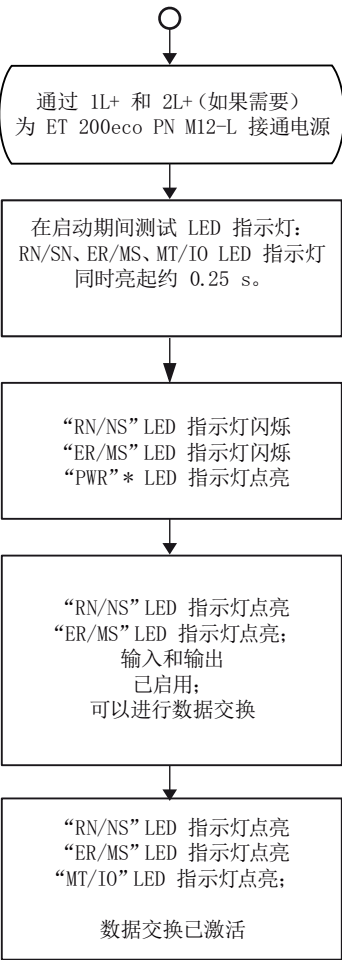 通过 1L+ 和 2L+(如果需要)
为 ET 200eco PN M12-L 接通电源
在启动期间测试 LED 指示灯:
RN/SN、ER/MS、MT/IO LED 指示灯
同时亮起约 0.25 s。
“RN/NS”LED 指示灯闪烁
“ER/MS”LED 指示灯闪烁
“PWR”* LED 指示灯点亮
“RN/NS”LED 指示灯点亮
“ER/MS”LED 指示灯点亮;
输入和输出
已启用;
可以进行数据交换
“RN/NS”LED 指示灯点亮
“ER/MS”LED 指示灯点亮
“MT/IO”LED 指示灯点亮;
数据交换已激活